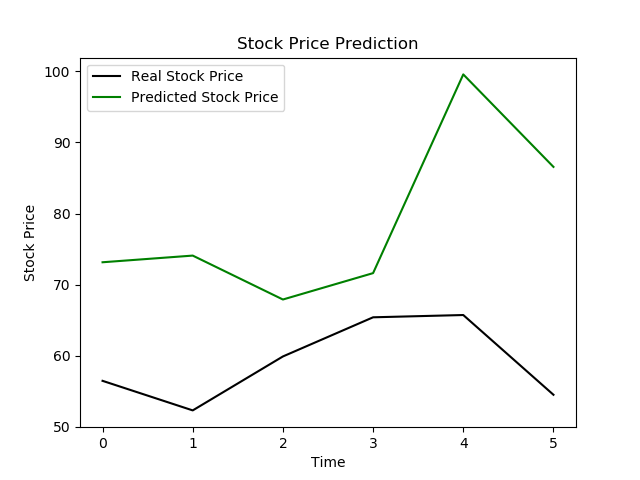 Stock Price Prediction
Real Stock Price
Predicted Stock Price
100
90
80
70
60
50
Stock Price
0 1 2 3 4 5
Time